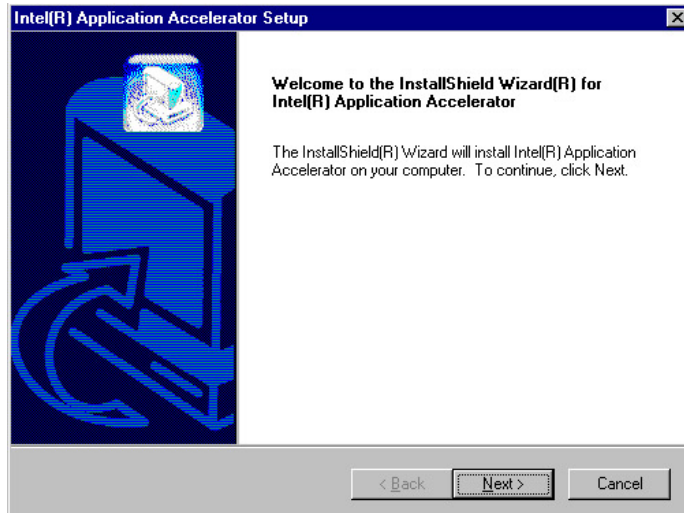 Intel(R) Application Accelerator Setup
Welcome to the InstallShield Wizard(R) for
Intel(R) Application Accelerator
The InstallShield(R) Wizard will install Intel(R) Application
Accelerator on your computer.  To continue, click Next.
< Back
Next >
Cancel